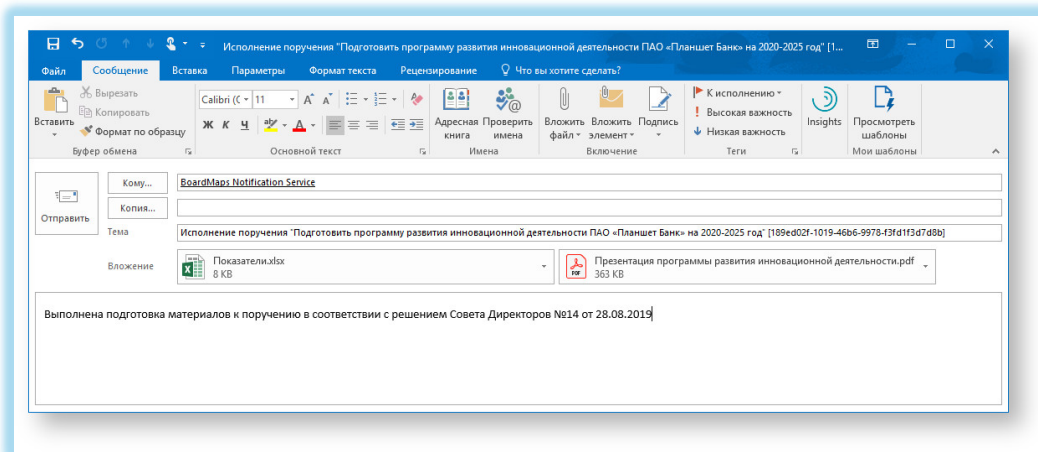 Исполнение поручения "Подготовить программу развития инновационной деятельности ПАО «Планшет Банк» на 2020-2025 год" [1...
Файл Сообщение Вставка Параметры Формат текста Рецензирование Что вы хотите сделать?
Вставить
Вырезать
Копировать
Формат по образцу
Буфер обмена
Calibri (С 11
Ж К Ч
Основной текст
Адресная книга
Проверить имена
Имена
Вложить файл
Вложить элемент
Подпись
Включение
К исполнению
Высокая важность
Низкая важность
Теги
Insights
Просмотреть шаблоны
Мои шаблоны
Отправить
Кому... BoardMaps Notification Service
Копия...
Тема Исполнение поручения "Подготовить программу развития инновационной деятельности ПАО «Планшет Банк» на 2020-2025 год" [189ed02f-1019-46b6-9978-f3fd1f3d7d8b]
Вложение
Показатели.xlsx
8 KB
Презентация программы развития инновационной деятельности.pdf
363 KB
Выполнена подготовка материалов к поручению в соответствии с решением Совета Директоров №14 от 28.08.2019